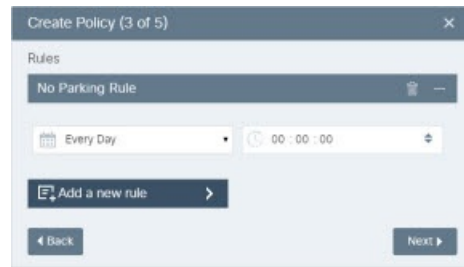 Create Policy (3 of 5)
Rules
No Parking Rule
Every Day 00 : 00 : 00
Add a new rule
Back Next